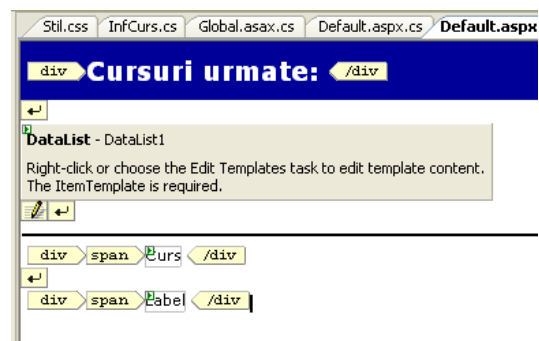 Stil.css InfCurs.cs Global.asax.cs Default.aspx.cs Default.aspx
div Cursuri urmate: /div
DataList - DataList1
Right-click or choose the Edit Templates task to edit template content.
The ItemTemplate is required.
div span Curs /div
div span Label /div